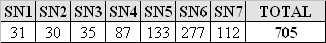 SN1 SN2 SN3 SN4 SN5 SN6 SN7 TOTAL
31 30 35 87 133 277 112 705